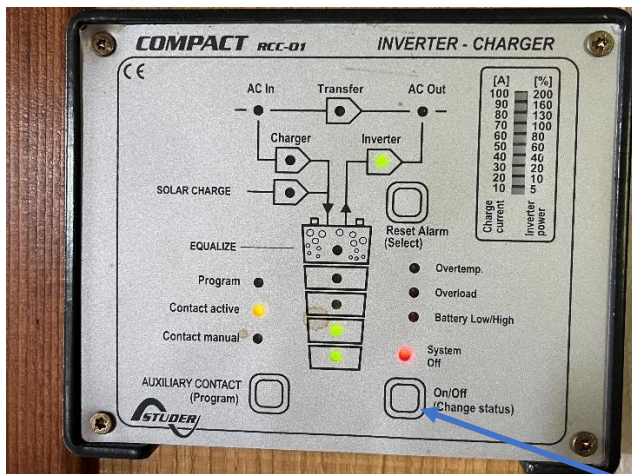 COMPACT RCC-01 INVERTER - CHARGER
CE
AC In Transfer AC Out
Charger Inverter
SOLAR CHARGE
Reset Alarm
(Select)
EQUALIZE
Program
Contact active
Contact manual
Overtemp.
Overload
Battery Low/High
System
Off
AUXILIARY CONTACT
(Program)
On/Off
(Change status)
STUDER
[A] [%]
100 200
90 160
80 130
70 100
60 80
50 60
40 40
30 20
20 10
10 5
Charge
current
Inverter
power